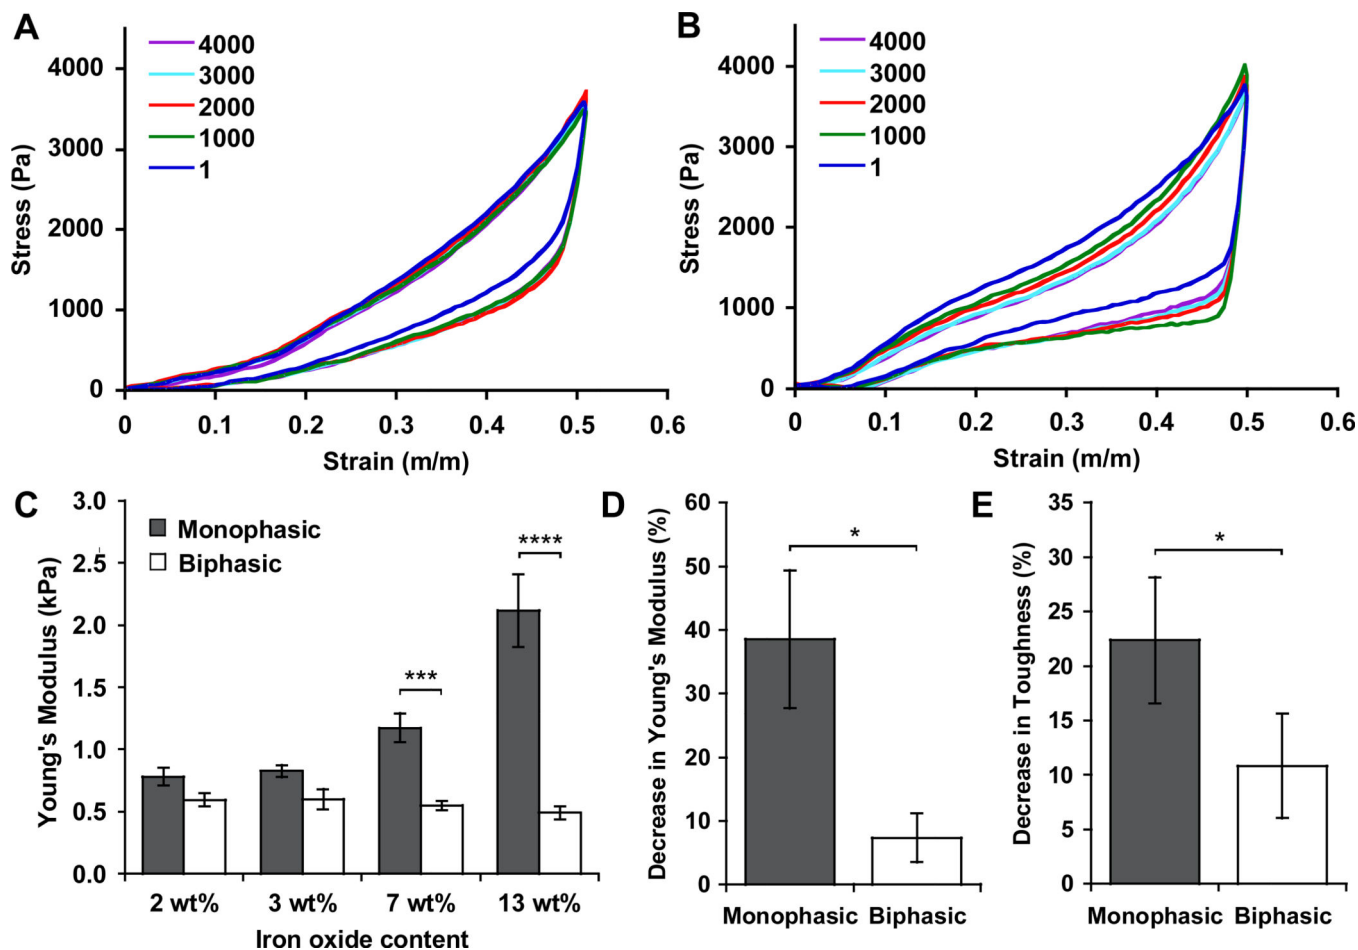 A
4000
3000
2000
1000
1
Stress (Pa)
4000
3000
2000
1000
0
0 0.1 0.2 0.3 0.4 0.5 0.6
Strain (m/m)
B
4000
3000
2000
1000
1
Stress (Pa)
4000
3000
2000
1000
0
0 0.1 0.2 0.3 0.4 0.5 0.6
Strain (m/m)
C
Monophasic
Biphasic
Young's Modulus (kPa)
3.0
2.5
2.0
1.5
1.0
0.5
0.0
***
****
2 wt% 3 wt% 7 wt% 13 wt%
Iron oxide content
D
Decrease in Young's Modulus (%)
60
50
40
30
20
10
0
*
Monophasic Biphasic
E
Decrease in Toughness (%)
35
30
25
20
15
10
5
0
*
Monophasic Biphasic